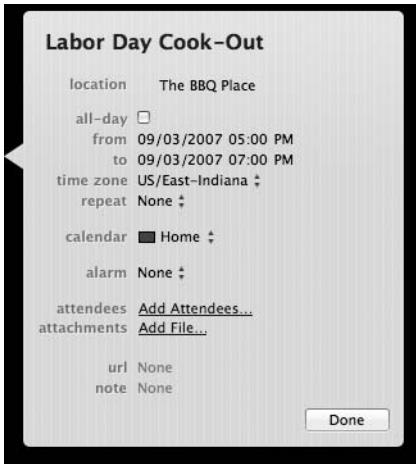 Labor Day Cook-Out
location The BBQ Place
all-day
from 09/03/2007 05:00 PM
to 09/03/2007 07:00 PM
time zone US/East-Indiana
repeat None
calendar Home
alarm None
attendees Add Attendees...
attachments Add File...
url None
note None
Done